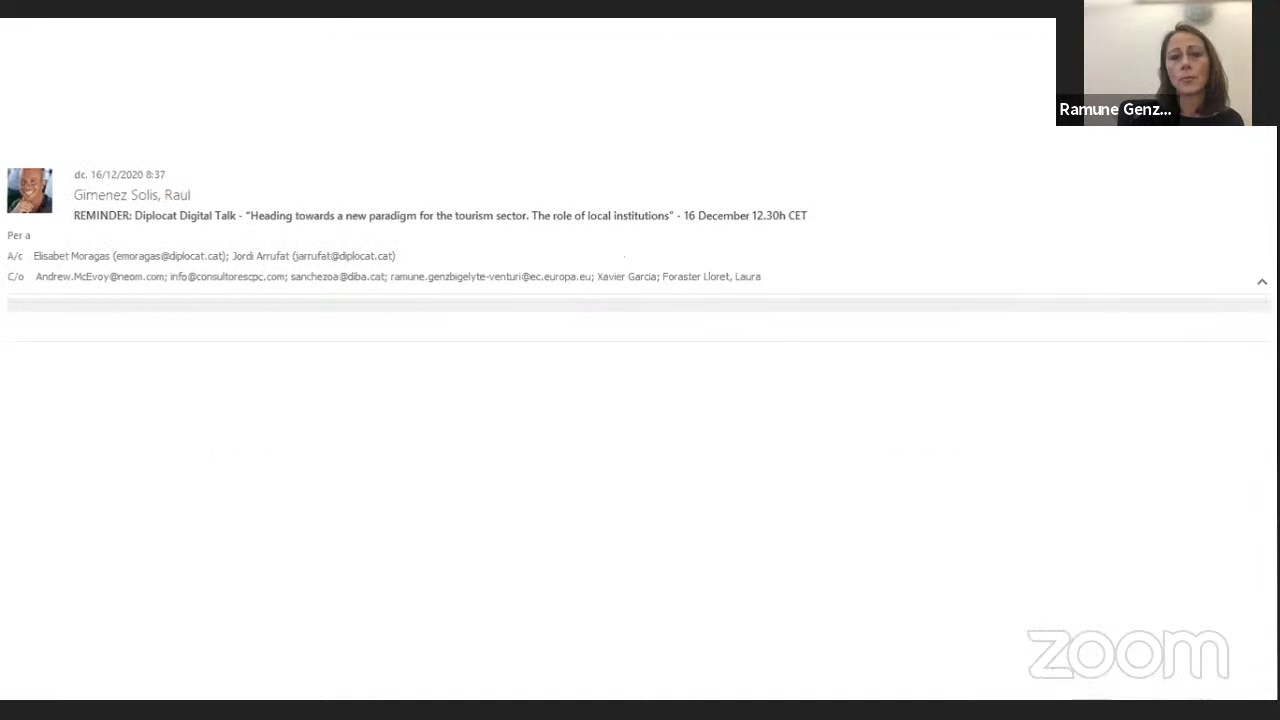 Ramune Genz...
dc. 16/12/2020 8:37
Gimenez Solis, Raul
REMINDER: Diplocat Digital Talk - "Heading towards a new paradigm for the tourism sector. The role of local institutions" - 16 December 12.30h CET
Per a
A/c Elisabet Moragas (emoragas@diplocat.cat); Jordi Arrufat (jarrufat@diplocat.cat)
C/o Andrew.McEvoy@neom.com; info@consultorescpc.com; sanchezoa@diba.cat; ramune.genzbigelyte-venturi@ec.europa.eu; Xavier Garcia; Foraster Lloret, Laura
zoom